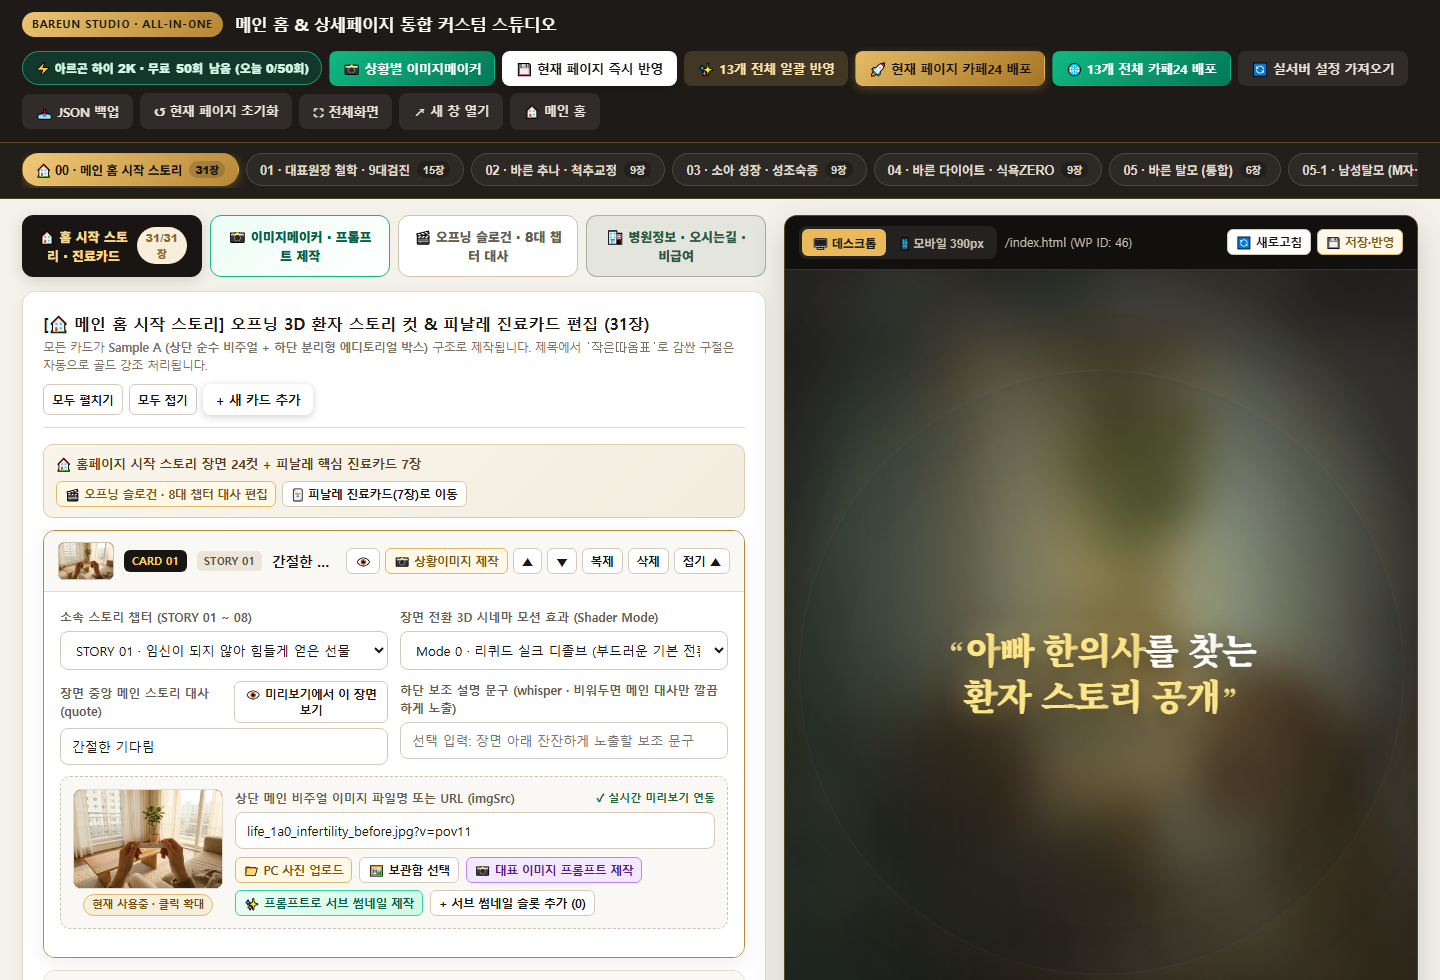 BAREUN STUDIO · ALL-IN-ONE
메인 홈 & 상세페이지 통합 커스텀 스튜디오
아르곤 하이 2K · 무료 50회 남음 (오늘 0/50회)
상황별 이미지메이커
현재 페이지 즉시 반영
13개 전체 일괄 반영
현재 페이지 카페24 배포
13개 전체 카페24 배포
실서버 설정 가져오기
JSON 백업
↺ 현재 페이지 초기화
전체화면
↗ 새 창 열기
메인 홈
00 · 메인 홈 시작 스토리 31장
01 · 대표원장 철학 · 9대검진 15장
02 · 바른 추나 · 척추교정 9장
03 · 소아 성장 · 성조숙증 9장
04 · 바른 다이어트 · 식욕ZERO 9장
05 · 바른 탈모 (통합) 6장
05-1 · 남성탈모 (M자·
홈 시작 스토
리 · 진료카드
31/31
장
이미지메이커 · 프롬프
트 제작
오프닝 슬로건 · 8대 챕
터 대사
병원정보 · 오시는길 ·
비급여
데스크톱
모바일 390px
/index.html (WP ID: 46)
새로고침
저장·반영
[🏠 메인 홈 시작 스토리] 오프닝 3D 환자 스토리 컷 & 피날레 진료카드 편집 (31장)
모든 카드가 Sample A (상단 순수 비주얼 + 하단 분리형 에디토리얼 박스) 구조로 제작됩니다. 제목에서 '작은따옴표'로 감싼 구절은
자동으로 골드 강조 처리됩니다.
모두 펼치기
모두 접기
+ 새 카드 추가
홈페이지 시작 스토리 장면 24컷 + 피날레 핵심 진료카드 7장
오프닝 슬로건 · 8대 챕터 대사 편집
피날레 진료카드(7장)로 이동
CARD 01
STORY 01
간절한 ...
상황이미지 제작
▲
▼
복제
삭제
접기 ▲
소속 스토리 챕터 (STORY 01 ~ 08)
장면 전환 3D 시네마 모션 효과 (Shader Mode)
STORY 01 · 임신이 되지 않아 힘들게 얻은 선물
Mode 0 · 리퀴드 실크 디졸브 (부드러운 기본 전환
장면 중앙 메인 스토리 대사
(quote)
미리보기에서 이 장면
보기
하단 보조 설명 문구 (whisper · 비워두면 메인 대사만 깔끔
하게 노출)
간절한 기다림
선택 입력: 장면 아래 잔잔하게 노출할 보조 문구
상단 메인 비주얼 이미지 파일명 또는 URL (imgSrc)
✓ 실시간 미리보기 연동
life_1a0_infertility_before.jpg?v=pov11
PC 사진 업로드
보관함 선택
대표 이미지 프롬프트 제작
현재 사용중 · 클릭 확대
프롬프트로 서브 썸네일 제작
+ 서브 썸네일 슬롯 추가 (0)
“아빠 한의사를 찾는
환자 스토리 공개”